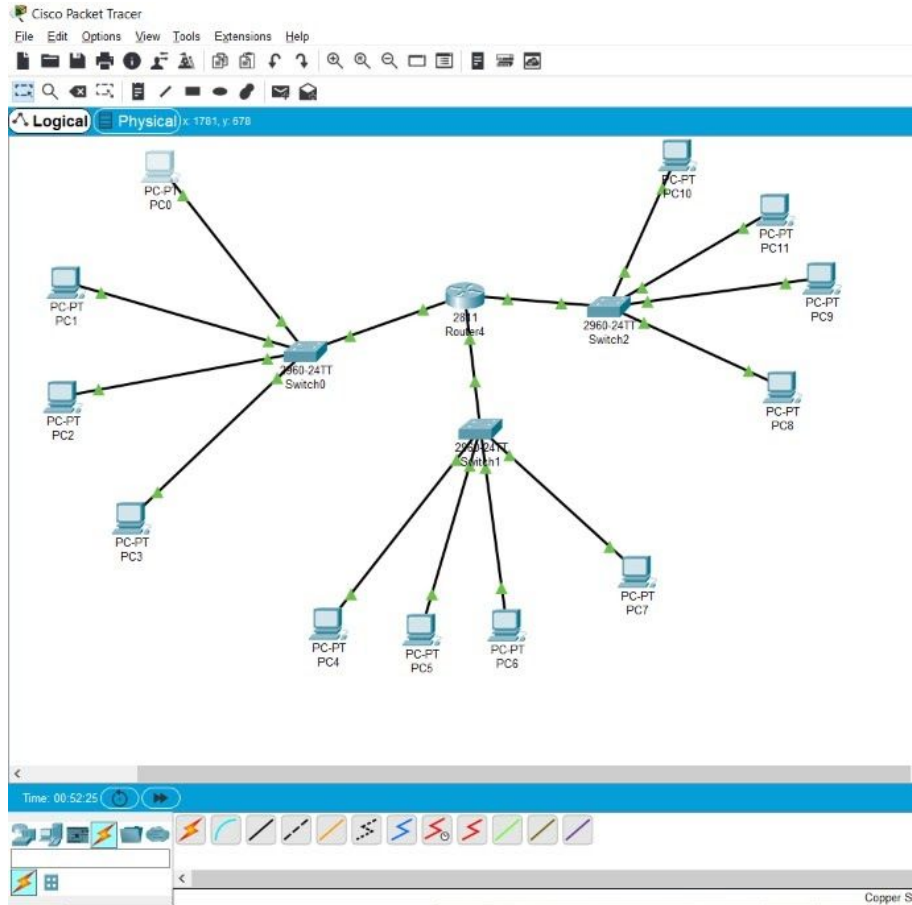 Cisco Packet Tracer
File Edit Options View Tools Extensions Help
Logical Physical x: 1781, y: 678
PC-PT
PC0
PC-PT
PC1
PC-PT
PC2
PC-PT
PC3
2960-24TT
Switch0
2811
Router4
2960-24TT
Switch1
2960-24TT
Switch2
PC-PT
PC10
PC-PT
PC11
PC-PT
PC9
PC-PT
PC8
PC-PT
PC4
PC-PT
PC5
PC-PT
PC6
PC-PT
PC7
Time: 00:52:25
Copper S